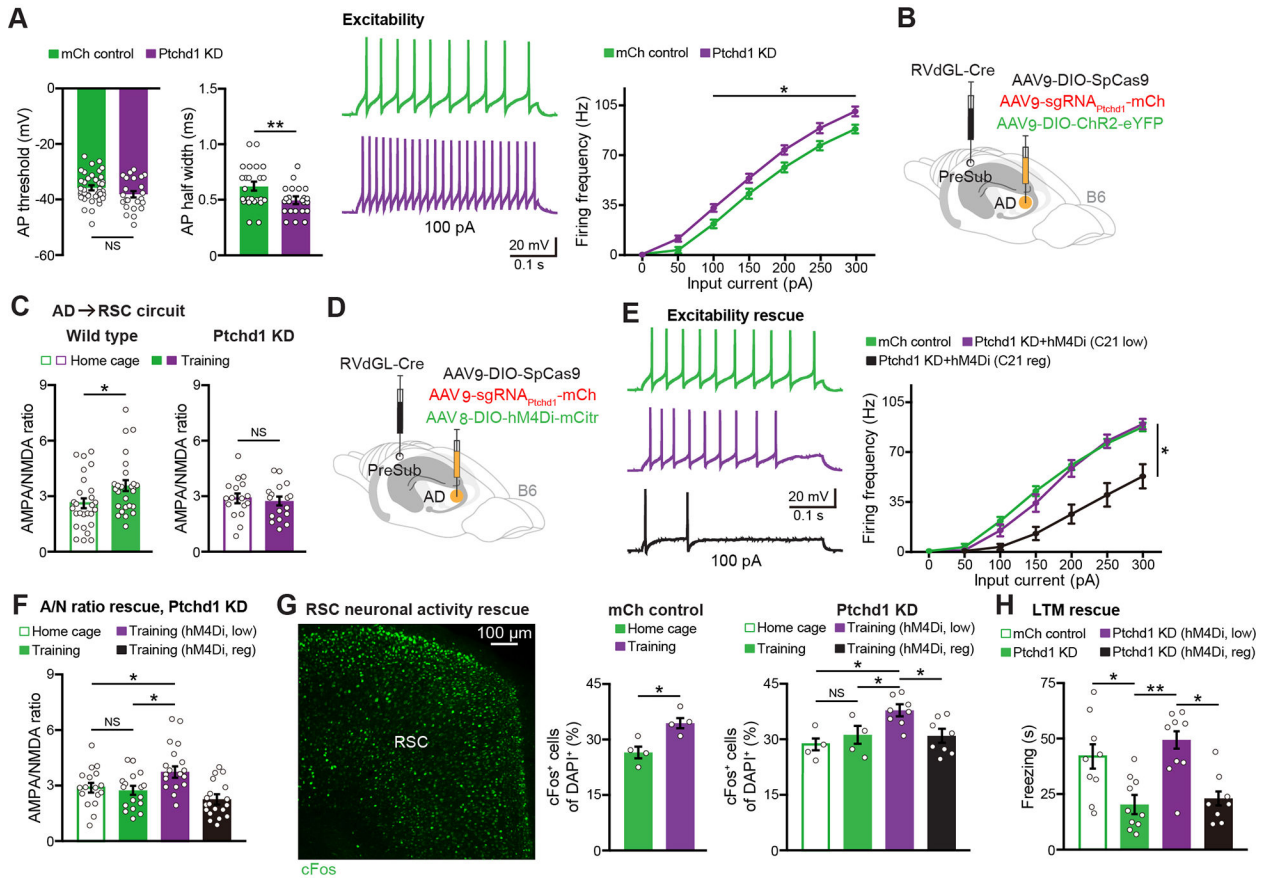 A
mCh control
Ptchd1 KD
AP threshold (mV)
0
-20
-40
-60
NS
AP half width (ms)
1.5
1.0
0.5
0
**
Excitability
100 pA
20 mV
0.1 s
mCh control
Ptchd1 KD
Firing frequency (Hz)
105
70
35
0
*
0 50 100 150 200 250 300
Input current (pA)
B
RVdGL-Cre
AAV9-DIO-SpCas9
AAV9-sgRNAPtchd1-mCh
AAV9-DIO-ChR2-eYFP
PreSub
AD
B6
C
AD→RSC circuit
Wild type
Ptchd1 KD
Home cage
Training
AMPA/NMDA ratio
9
6
3
0
*
AMPA/NMDA ratio
9
6
3
0
NS
D
RVdGL-Cre
AAV9-DIO-SpCas9
AAV9-sgRNAPtchd1-mCh
AAV8-DIO-hM4Di-mCitr
PreSub
AD
B6
E
Excitability rescue
100 pA
20 mV
0.1 s
mCh control
Ptchd1 KD+hM4Di (C21 low)
Ptchd1 KD+hM4Di (C21 reg)
Firing frequency (Hz)
105
70
35
0
*
0 50 100 150 200 250 300
Input current (pA)
F
A/N ratio rescue, Ptchd1 KD
Home cage
Training (hM4Di, low)
Training
Training (hM4Di, reg)
AMPA/NMDA ratio
9
6
3
0
*
NS
*
G
RSC neuronal activity rescue
100 µm
RSC
cFos
mCh control
Home cage
Training
cFos+ cells
of DAPI+ (%)
45
30
15
0
*
Ptchd1 KD
Home cage
Training (hM4Di, low)
Training
Training (hM4Di, reg)
cFos+ cells
of DAPI+ (%)
45
30
15
0
*
NS
*
*
H
LTM rescue
mCh control
Ptchd1 KD (hM4Di, low)
Ptchd1 KD
Ptchd1 KD (hM4Di, reg)
Freezing (s)
75
50
25
0
*
**
*